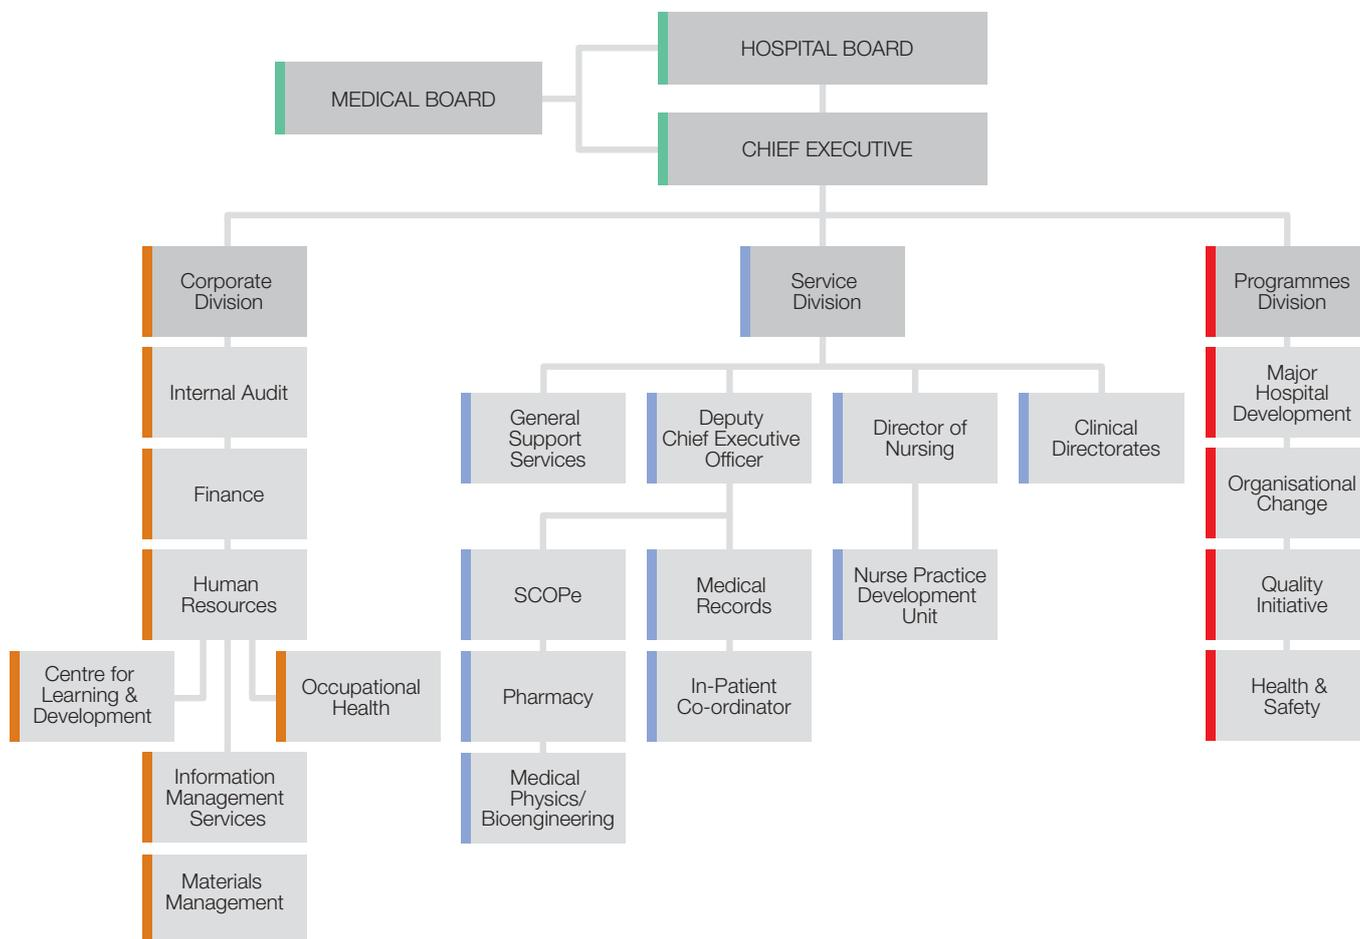 HOSPITAL BOARD
MEDICAL BOARD
CHIEF EXECUTIVE
Corporate
Division
Internal Audit
Finance
Human
Resources
Centre for
Learning &
Development
Occupational
Health
Information
Management
Services
Materials
Management
Service
Division
General
Support
Services
Deputy
Chief Executive
Officer
Director of
Nursing
Clinical
Directorates
SCOPe
Medical
Records
Nurse Practice
Development
Unit
Pharmacy
In-Patient
Co-ordinator
Medical
Physics/
Bioengineering
Programmes
Division
Major
Hospital
Development
Organisational
Change
Quality
Initiative
Health &
Safety